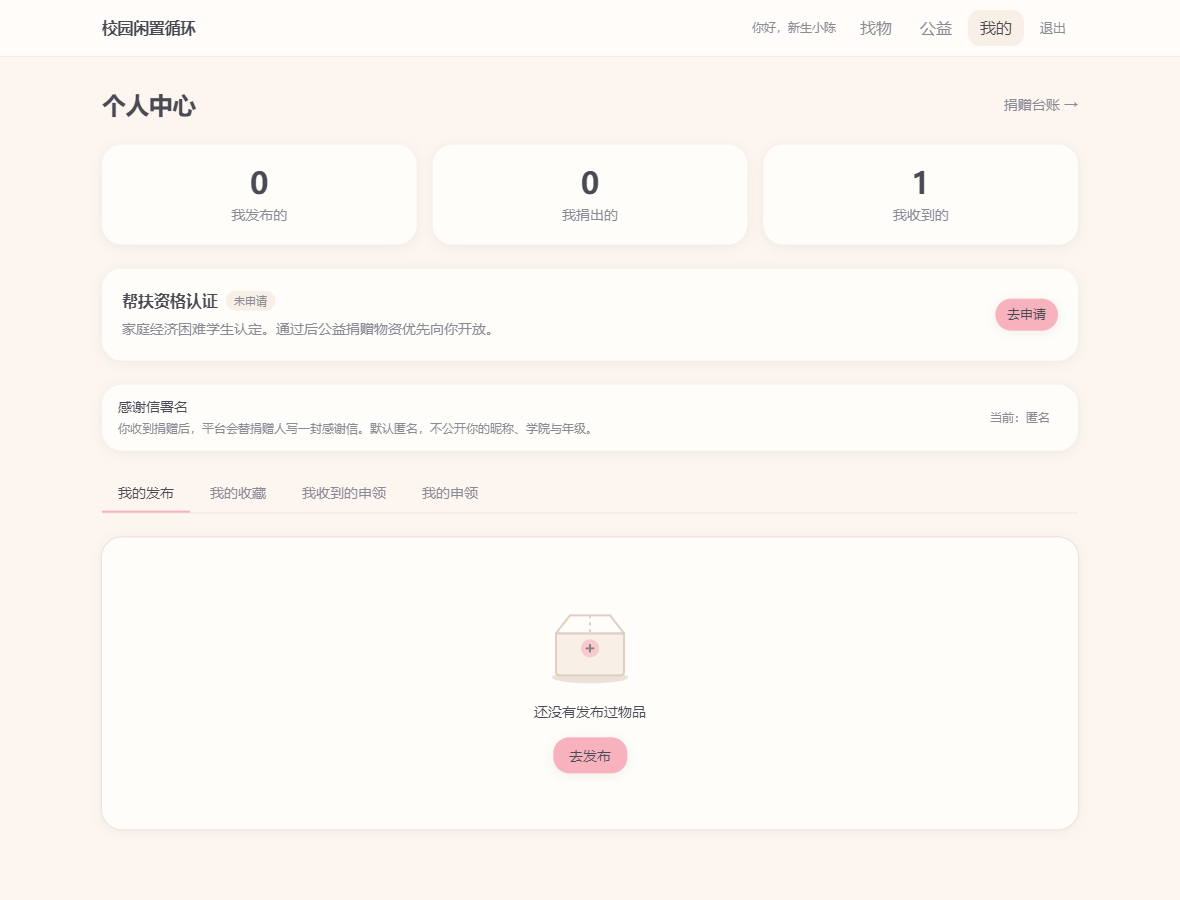 校园闲置循环
你好，新生小陈 找物 公益 我的 退出
个人中心
捐赠台账 →
0 0 1
我发布的 我捐出的 我收到的
帮扶资格认证 未申请
家庭经济困难学生认定。通过后公益捐赠物资优先向你开放。
去申请
感谢信署名
你收到捐赠后，平台会替捐赠人写一封感谢信。默认匿名，不公开你的昵称、学院与年级。
当前：匿名
我的发布 我的收藏 我收到的申领 我的申领
还没有发布过物品
去发布